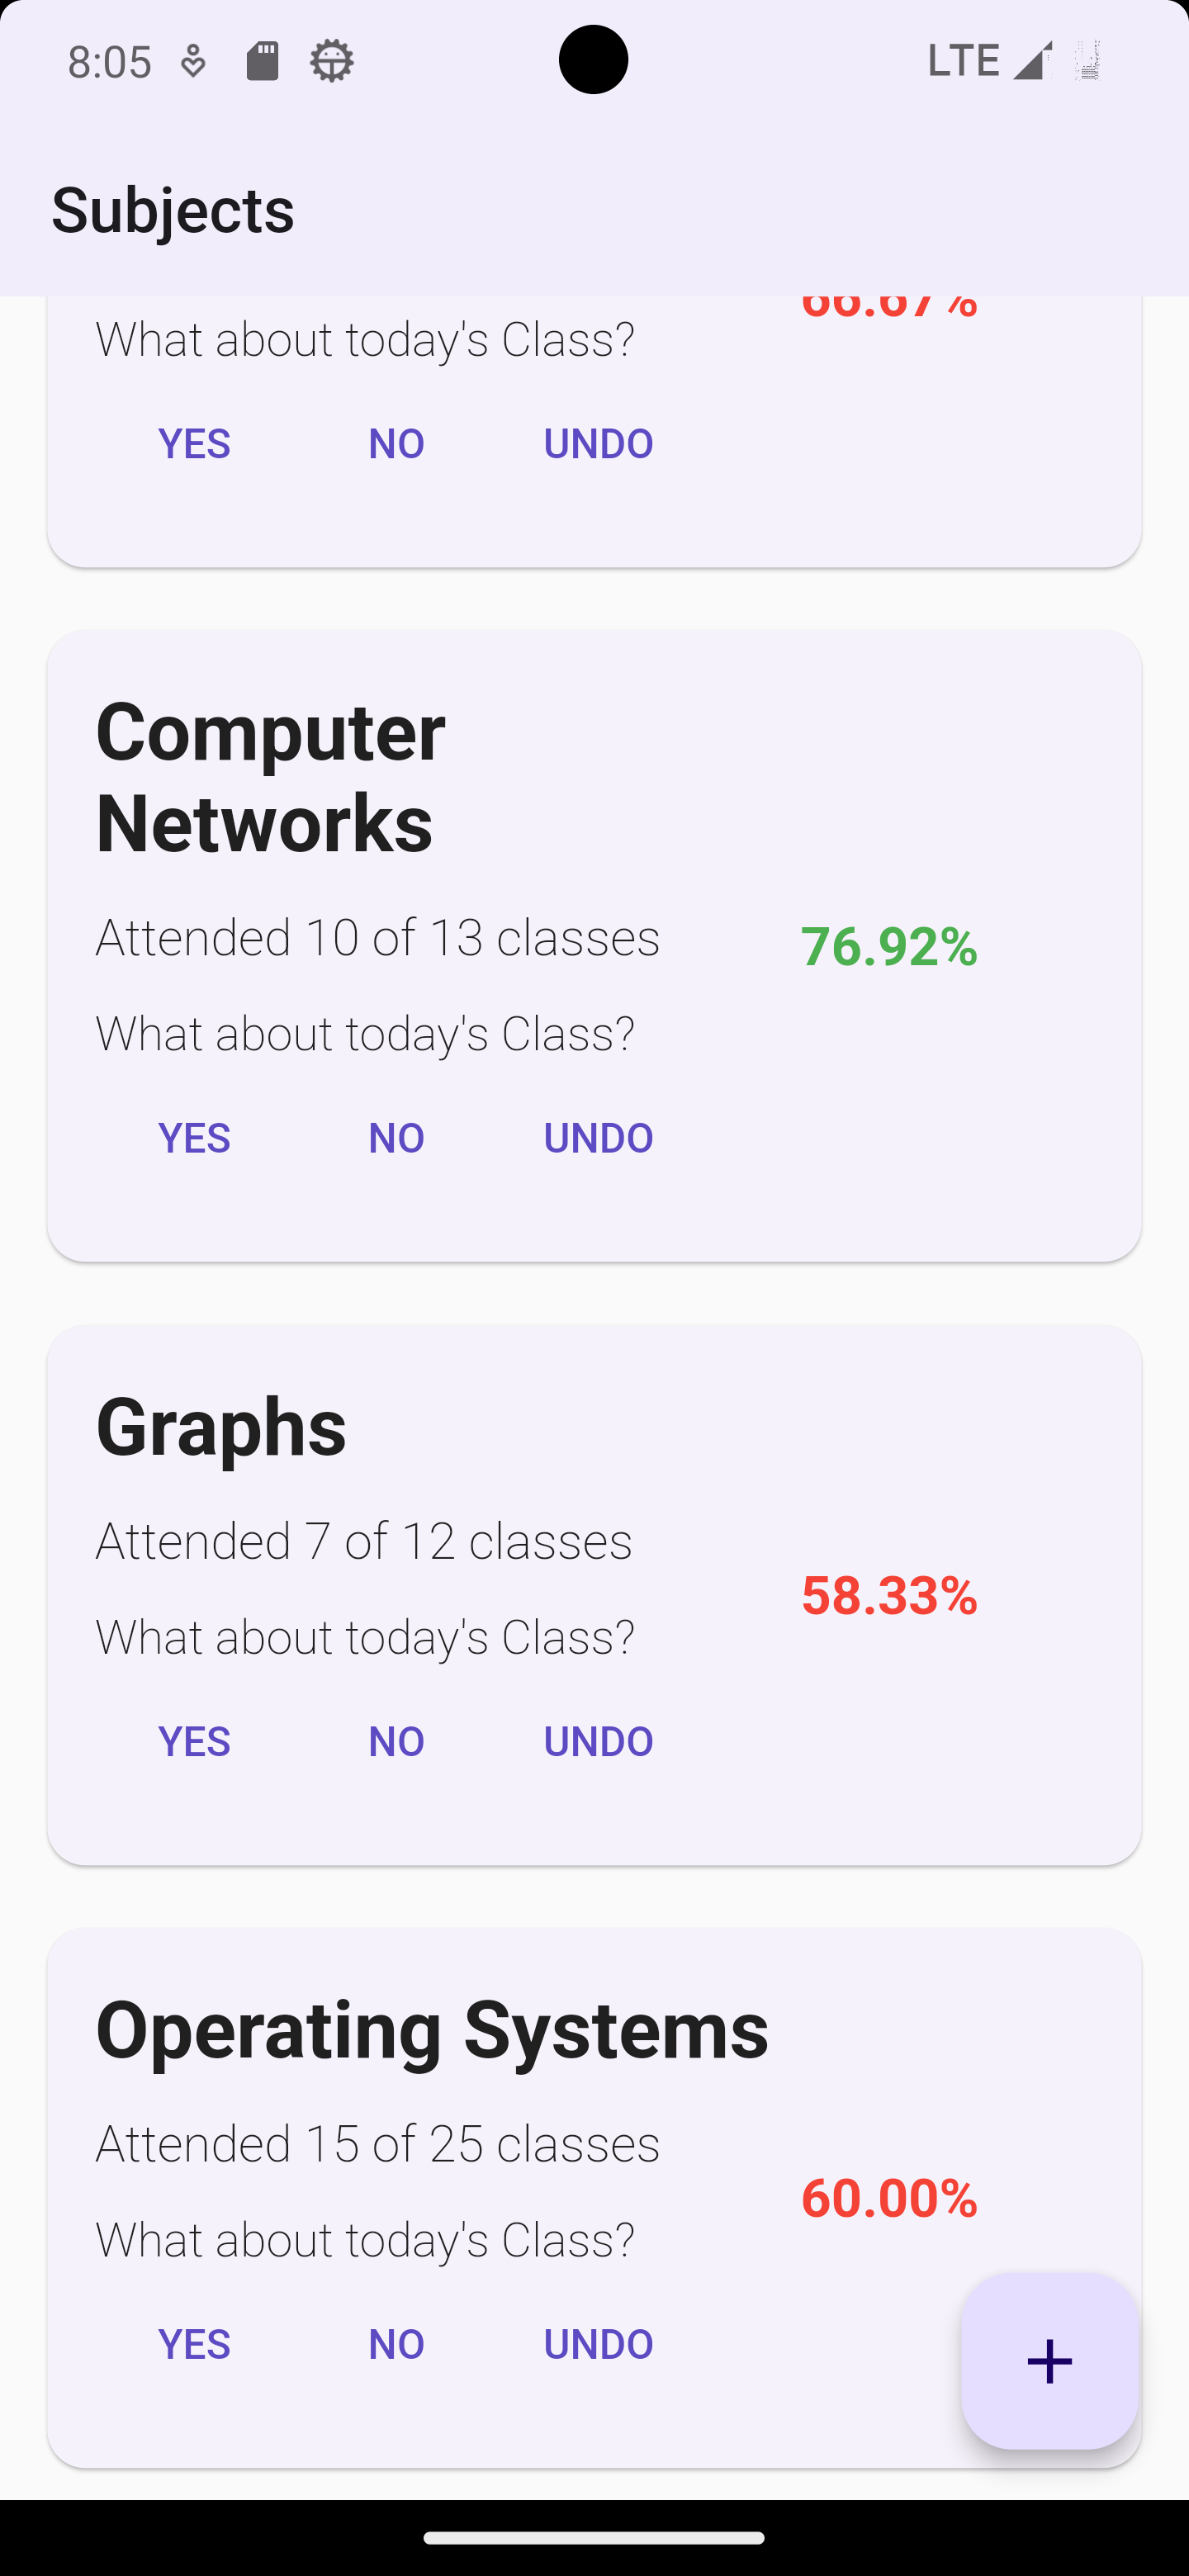 8:05
LTE
Subjects
66.67%
What about today's Class?
YES NO UNDO
Computer
Networks
Attended 10 of 13 classes
76.92%
What about today's Class?
YES NO UNDO
Graphs
Attended 7 of 12 classes
58.33%
What about today's Class?
YES NO UNDO
Operating Systems
Attended 15 of 25 classes
60.00%
What about today's Class?
YES NO UNDO